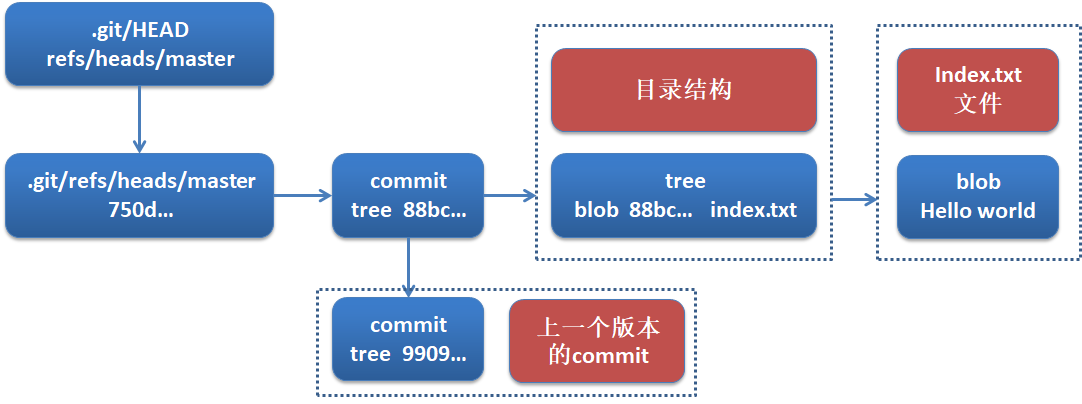 .git/HEAD
refs/heads/master
目录结构
Index.txt
文件
.git/refs/heads/master
750d...
commit
tree 88bc...
tree
blob 88bc... index.txt
blob
Hello world
commit
tree 9909...
上一个版本
的commit